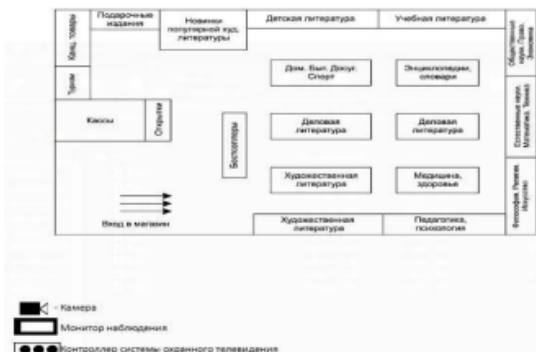 Подарочные
издания
Новинки
популярной худ.
литературы
Детская литература
Учебная литература
Канц. товары
Туризм
Кассы
Открытки
Бестселлеры
Дом. Быт. Досуг.
Спорт
Энциклопедии,
словари
Деловая
литература
Деловая
литература
Художественная
литература
Медицина,
здоровье
Общественные
науки. Право.
Экономика
Естественные науки.
Математика. Техника
Философия. Религия.
Искусство
Вход в магазин
Художественная
литература
Педагогика,
психология
- Камера
Монитор наблюдения
Контроллер системы охранного телевидения